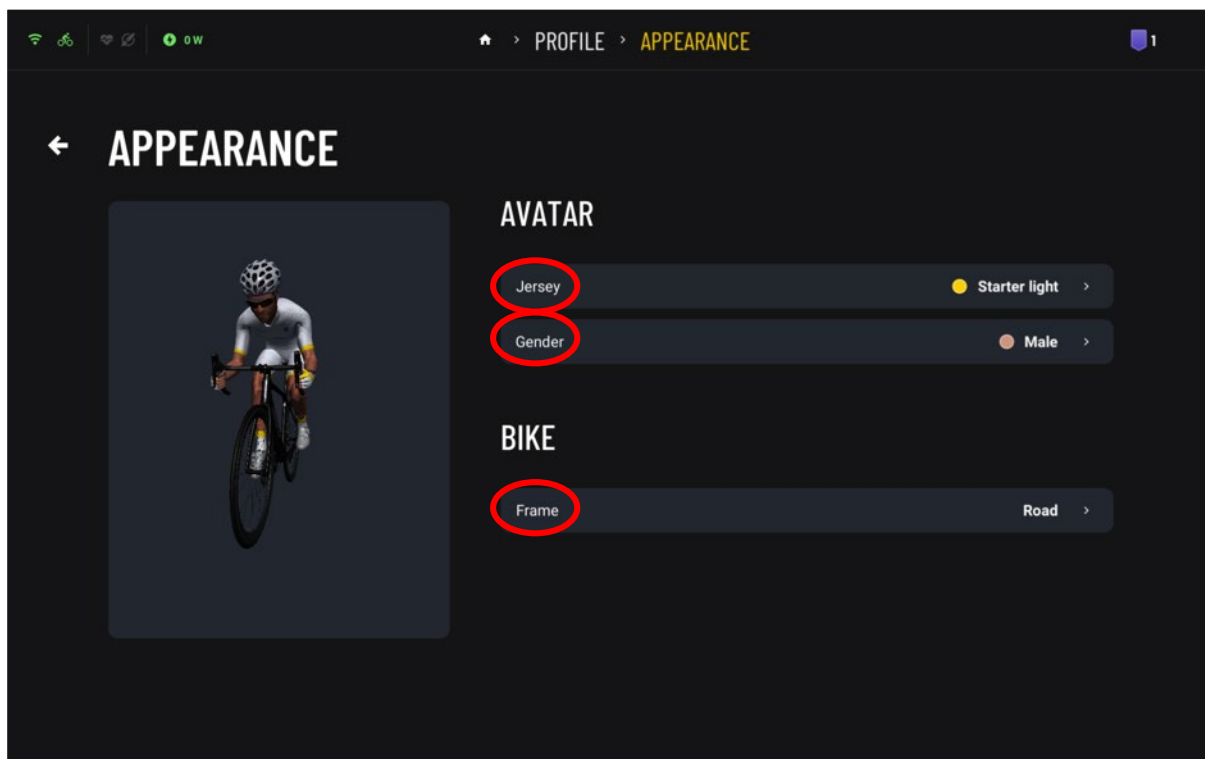 0 W
PROFILE > APPEARANCE
1
APPEARANCE
AVATAR
Jersey Starter light >
Gender Male >
BIKE
Frame Road >